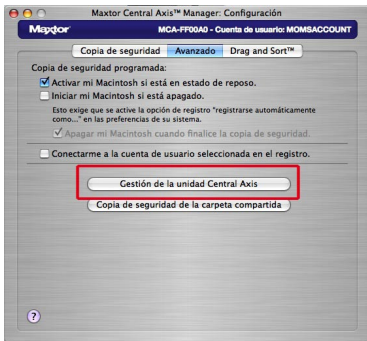 Maxtor Central Axis™ Manager: Configuración
Maxtor
MCA-FF00A0 - Cuenta de usuario: MOMSACCOUNT
Copia de seguridad Avanzado Drag and Sort™
Copia de seguridad programada:
Activar mi Macintosh si está en estado de reposo.
Iniciar mi Macintosh si está apagado.
Esto exige que se active la opción de registro "registrarse automáticamente
como..." en las preferencias de su sistema.
Apagar mi Macintosh cuando finalice la copia de seguridad.
Conectarme a la cuenta de usuario seleccionada en el registro.
Gestión de la unidad Central Axis
Copia de seguridad de la carpeta compartida
?